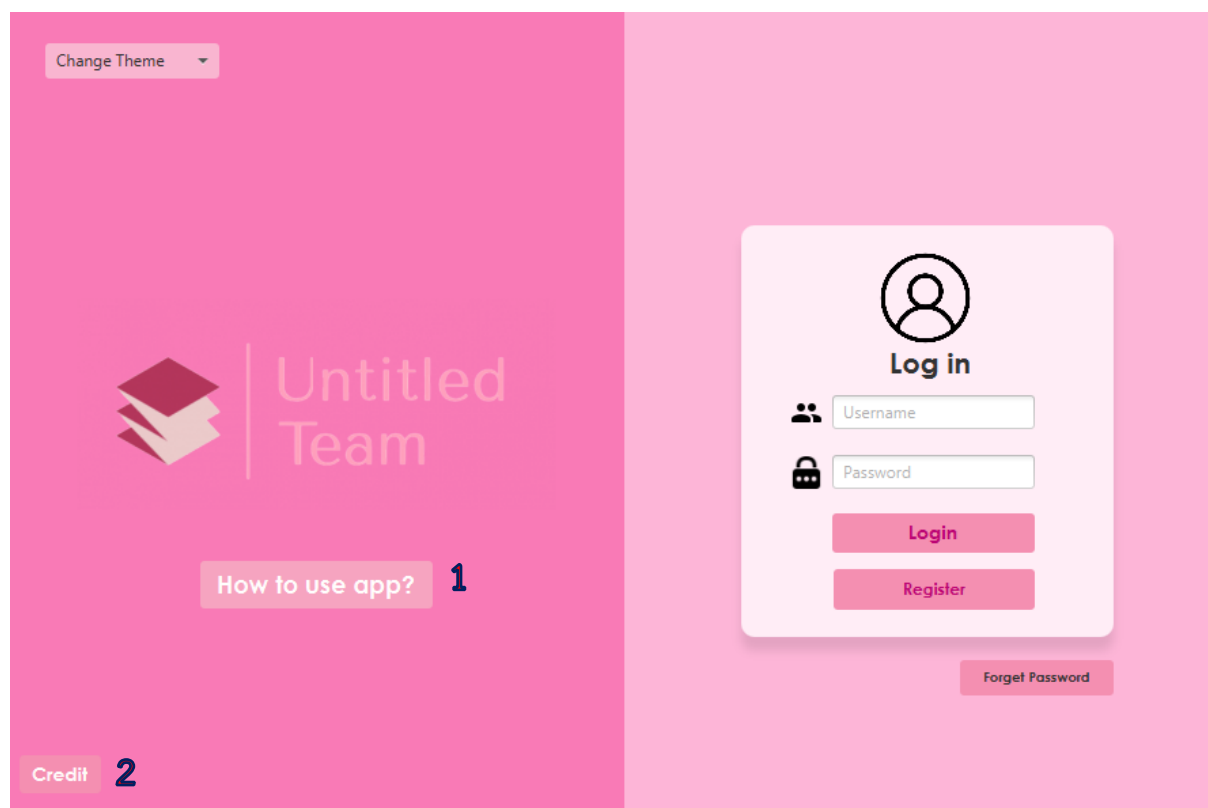 Change Theme
Untitled
Team
How to use app?
1
Credit
2
Log in
Username
Password
Login
Register
Forget Password